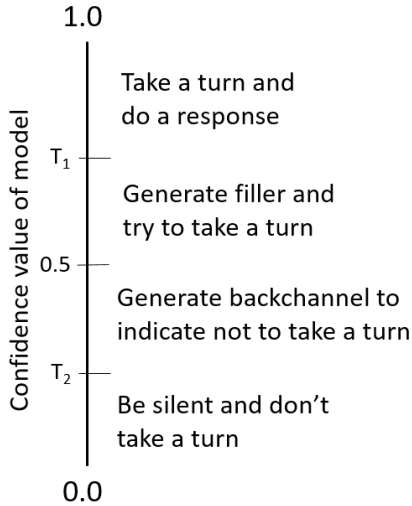 1.0
Take a turn and
do a response
T₁
Generate filler and
try to take a turn
0.5
Generate backchannel to
indicate not to take a turn
T₂
Be silent and don't
take a turn
0.0
Confidence value of model